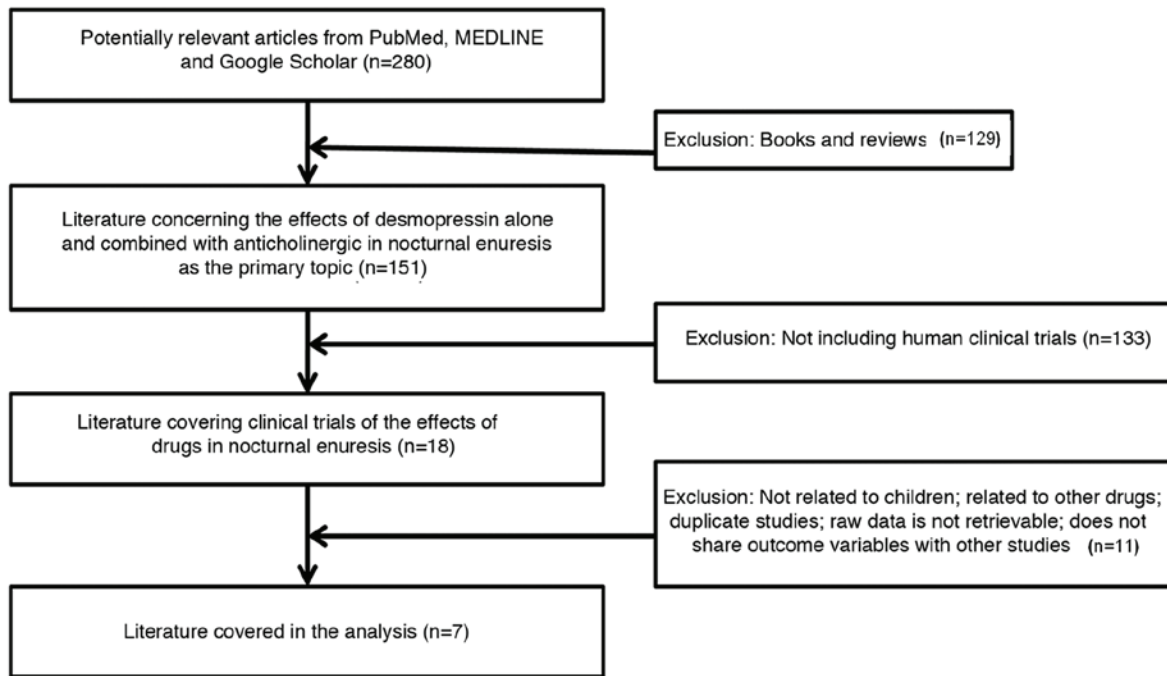 Potentially relevant articles from PubMed, MEDLINE
and Google Scholar (n=280)
Exclusion: Books and reviews (n=129)
Literature concerning the effects of desmopressin alone
and combined with anticholinergic in nocturnal enuresis
as the primary topic (n=151)
Exclusion: Not including human clinical trials (n=133)
Literature covering clinical trials of the effects of
drugs in nocturnal enuresis (n=18)
Exclusion: Not related to children; related to other drugs;
duplicate studies; raw data is not retrievable; does not
share outcome variables with other studies (n=11)
Literature covered in the analysis (n=7)